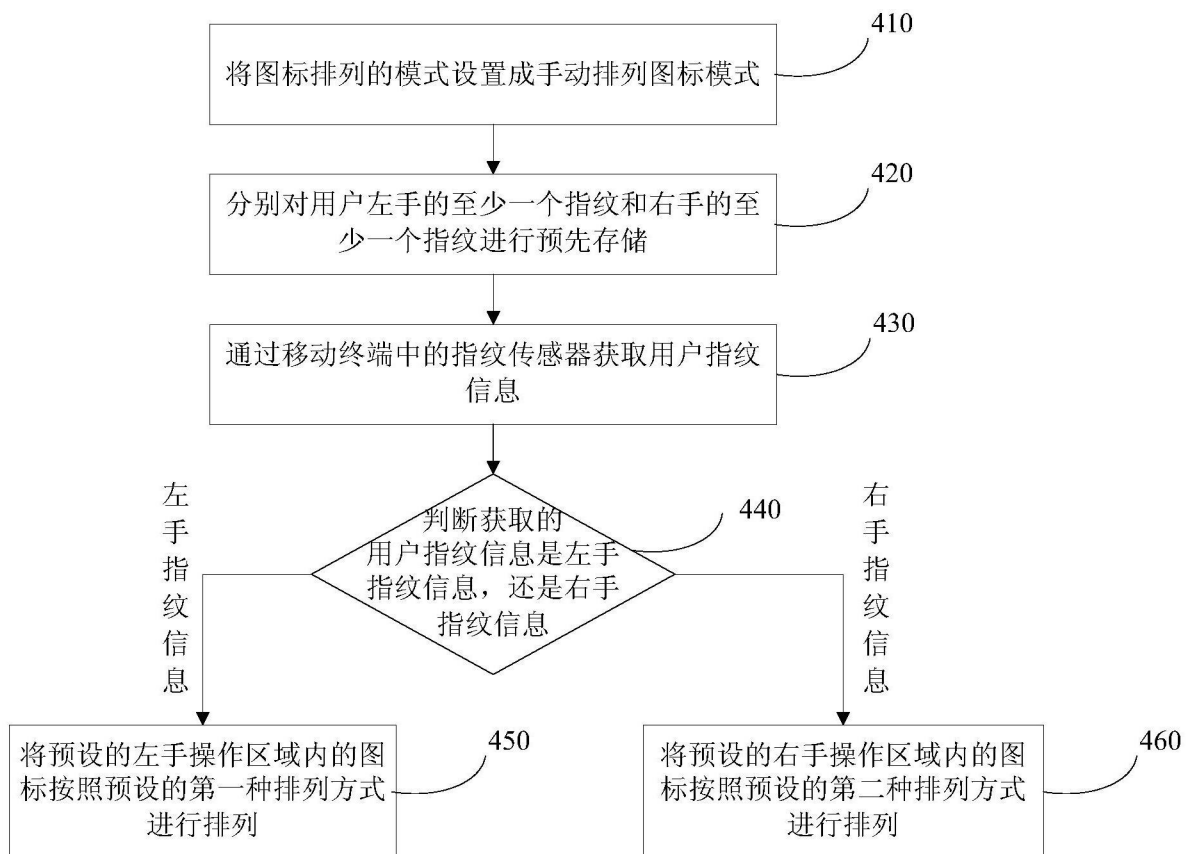 410
将图标排列的模式设置成手动排列图标模式
420
分别对用户左手的至少一个指纹和右手的至
少一个指纹进行预先存储
430
通过移动终端中的指纹传感器获取用户指纹
信息
440
判断获取的
用户指纹信息是左手
指纹信息，还是右手
指纹信息
左手指纹信息
右手指纹信息
450
将预设的左手操作区域内的图
标按照预设的第一种排列方式
进行排列
460
将预设的右手操作区域内的图
标按照预设的第二种排列方式
进行排列